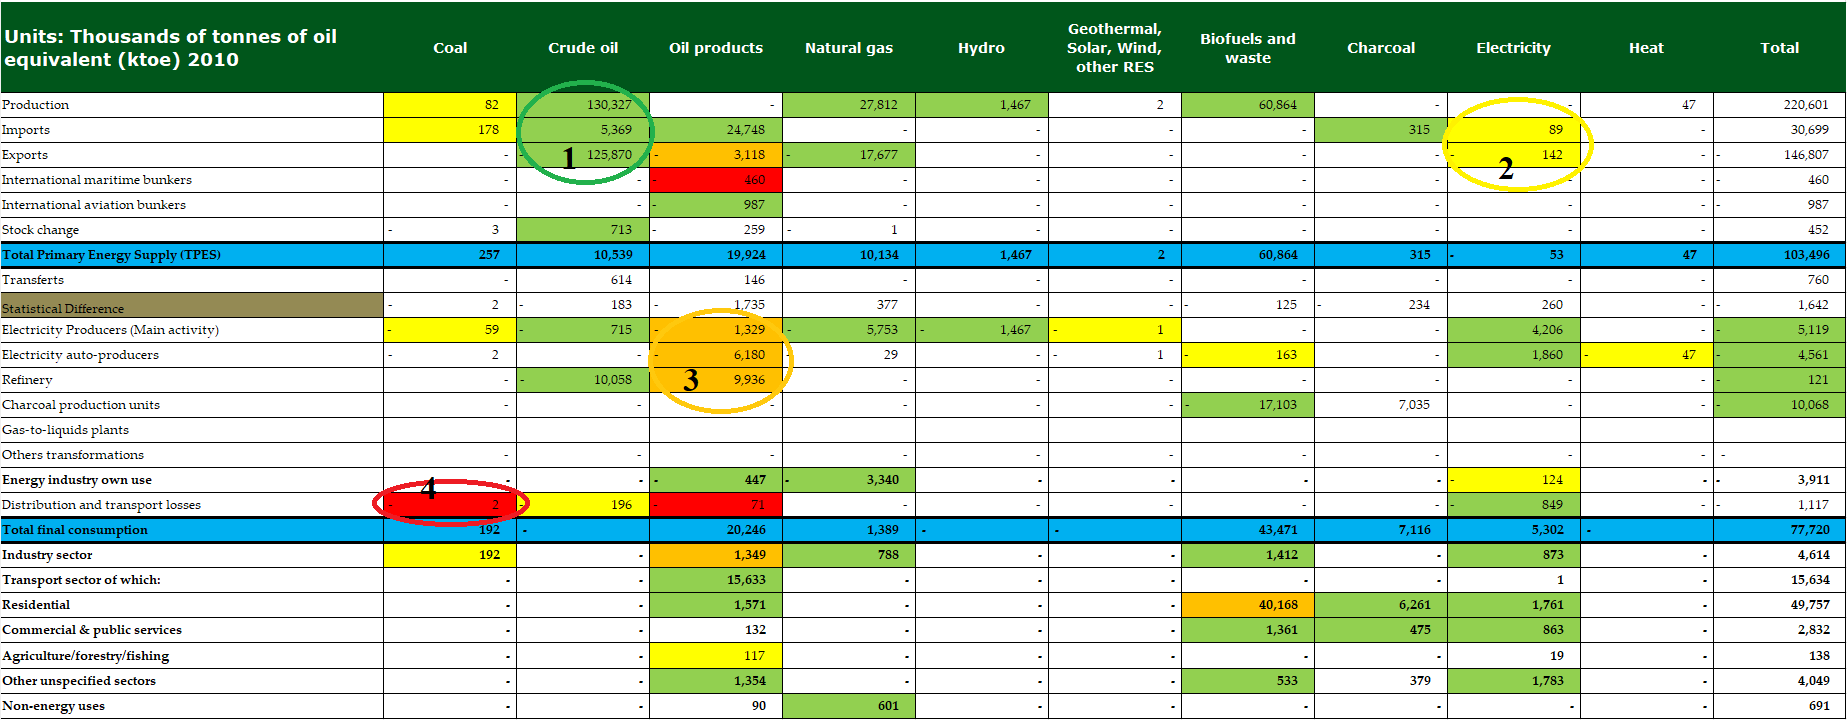 Units: Thousands of tonnes of oil equivalent (ktoe) 2010 Coal Crude oil Oil products Natural gas Hydro Geothermal, Solar, Wind, other RES Biofuels and waste Charcoal Electricity Heat Total
Production 82 130,327 - 27,812 1,467 2 60,864 - - 47 220,601
Imports 178 5,369 24,748 - - - - 315 89 - 30,699
Exports - - 125,870 - 3,118 - 17,677 - - - - - 142 - - 146,807
1
2
International maritime bunkers - - - 460 - - - - - - - - 460
International aviation bunkers - - - 987 - - - - - - - - 987
Stock change - 3 713 - 259 - 1 - - - - - - 452
Total Primary Energy Supply (TPES) 257 10,539 19,924 10,134 1,467 2 60,864 315 - 53 47 103,496
Transferts - 614 146 - - - - - - - 760
Statistical Difference - 2 - 183 - 1,735 377 - - - 125 - 234 260 - - 1,642
Electricity Producers (Main activity) - 59 - 715 - 1,329 - 5,753 - 1,467 - 1 - - 4,206 - - 5,119
Electricity auto-producers - 2 - - 6,180 - 29 - - 1 - 163 - 1,860 - 47 - 4,561
Refinery - - 10,058 9,936 - - - - - - - - 121
3
Charcoal production units - - - - - - - 17,103 7,035 - - - 10,068
Gas-to-liquids plants
Others transformations - - - - - - - - - - -
Energy industry own use - - - 447 - 3,340 - - - - - 124 - - 3,911
4
Distribution and transport losses - 2 - 196 - 71 - - - - - - 849 - - 1,117
Total final consumption 192 - 20,246 1,389 - - 43,471 7,116 5,302 - 77,720
Industry sector 192 - 1,349 788 - - 1,412 - 873 - 4,614
Transport sector of which: - - 15,633 - - - - - 1 - 15,634
Residential - - 1,571 - - - 40,168 6,261 1,761 - 49,757
Commercial & public services - - 132 - - - 1,361 475 863 - 2,832
Agriculture/forestry/fishing - - 117 - - - - - 19 - 138
Other unspecified sectors - - 1,354 - - - 533 379 1,783 - 4,049
Non-energy uses - - 90 601 - - - - - - 691